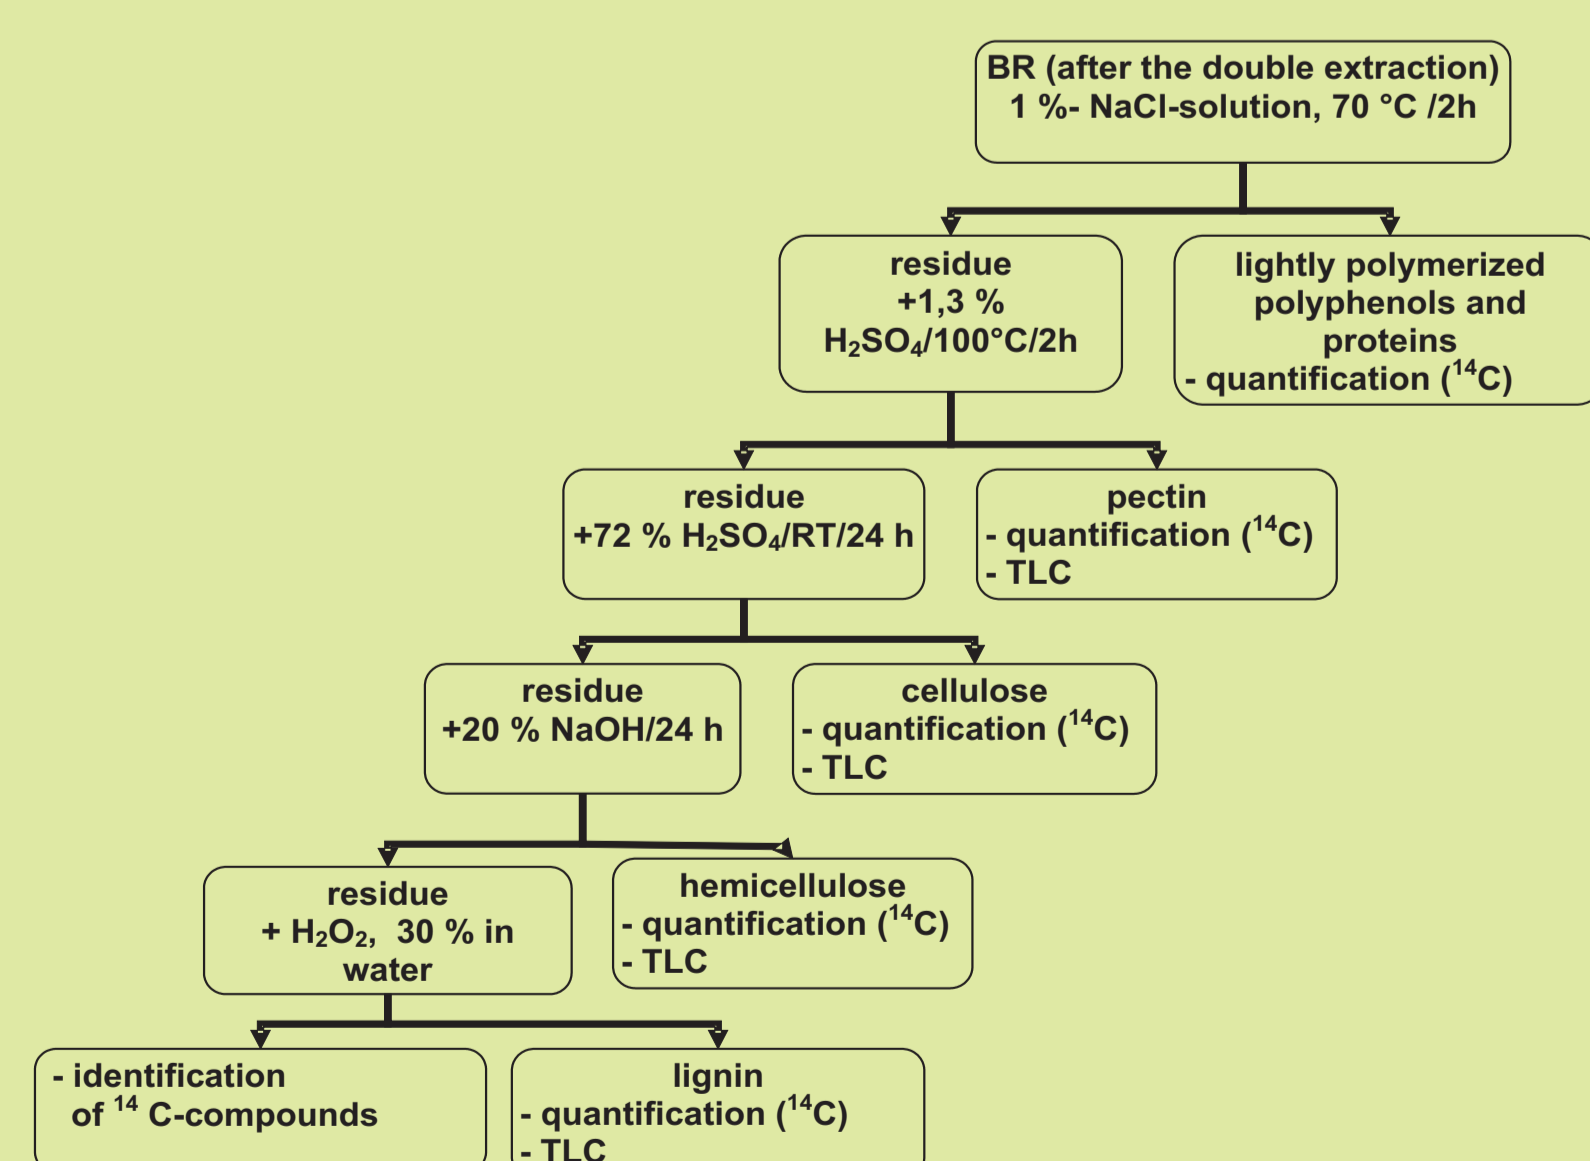 BR (after the double extraction)
1 %- NaCl-solution, 70 °C /2h
residue
+1,3 %
H₂SO₄/100°C/2h
lightly polymerized
polyphenols and
proteins
- quantification (¹⁴C)
residue
+72 % H₂SO₄/RT/24 h
pectin
- quantification (¹⁴C)
- TLC
residue
+20 % NaOH/24 h
cellulose
- quantification (¹⁴C)
- TLC
residue
+ H₂O₂, 30 % in
water
hemicellulose
- quantification (¹⁴C)
- TLC
- identification
of ¹⁴ C-compounds
lignin
- quantification (¹⁴C)
- TLC